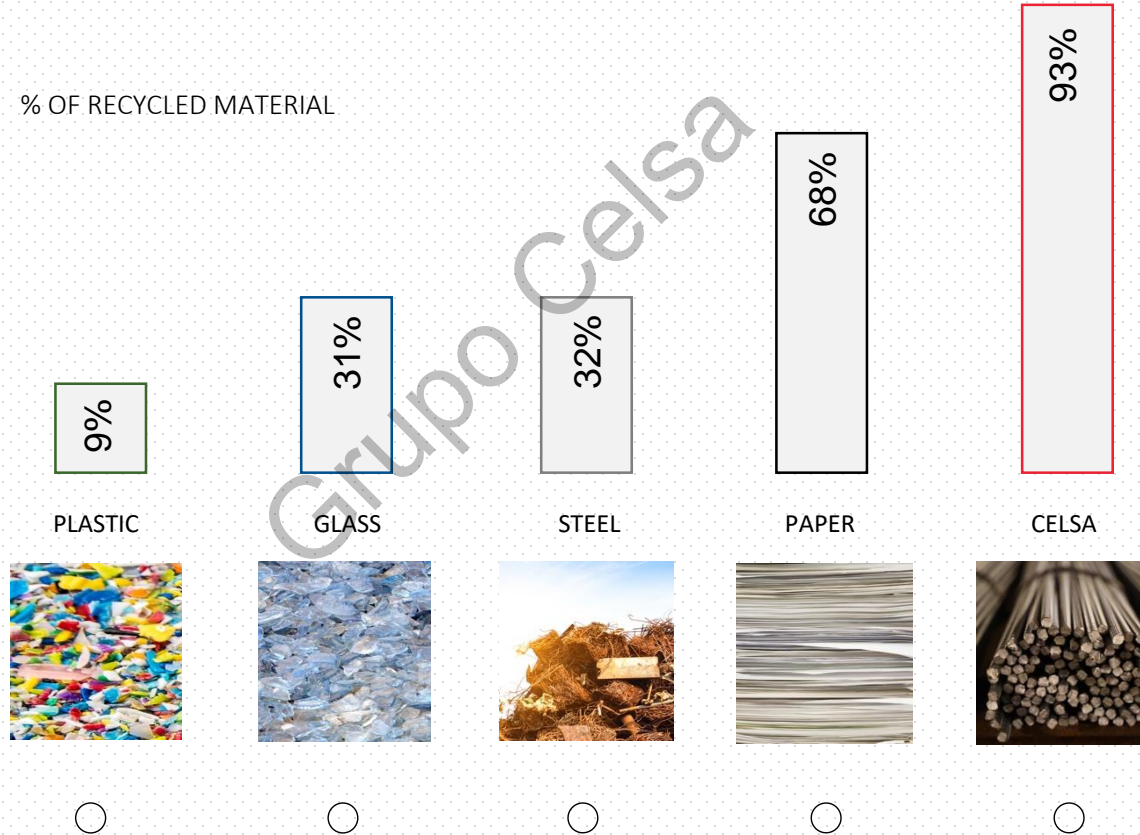 93%
% OF RECYCLED MATERIAL
68%
31%
32%
9%
Grupo Celsa
PLASTIC GLASS STEEL PAPER CELSA